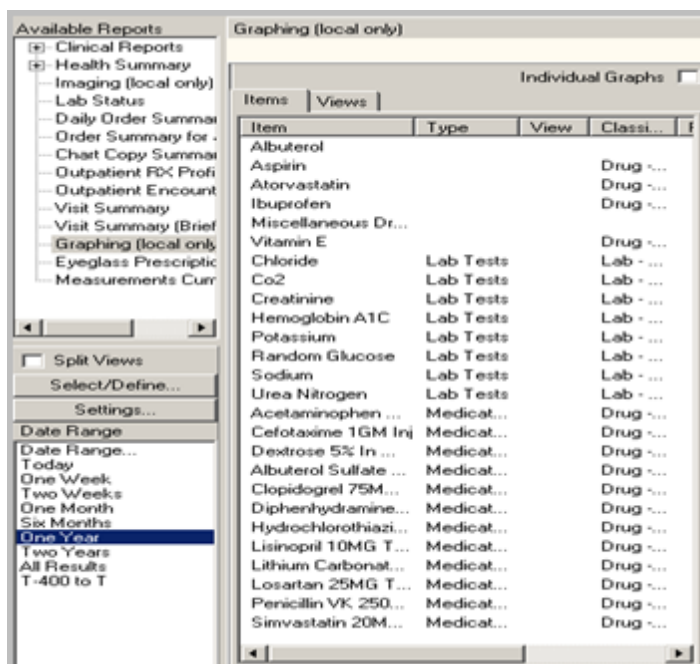 Available Reports
Clinical Reports
Health Summary
Imaging (local only)
Lab Status
Daily Order Summar
Order Summary for
Chart Copy Summar
Outpatient RX Profi
Outpatient Encount
Visit Summary
Visit Summary (Brief
Graphing (local only
Eyeglass Prescriptic
Measurements Cum
Split Views
Select/Define...
Settings...
Date Range
Date Range...
Today
One Week
Two Weeks
One Month
Six Months
One Year
Two Years
All Results
T-400 to T
Graphing (local only)
Individual Graphs
Items Views
Item Type View Classi...
Albuterol
Aspirin Drug -...
Atorvastatin Drug -...
Ibuprofen Drug -...
Miscellaneous Dr...
Vitamin E Drug -...
Chloride Lab Tests Lab - ...
Co2 Lab Tests Lab - ...
Creatinine Lab Tests Lab - ...
Hemoglobin A1C Lab Tests Lab - ...
Potassium Lab Tests Lab - ...
Random Glucose Lab Tests Lab - ...
Sodium Lab Tests Lab - ...
Urea Nitrogen Lab Tests Lab - ...
Acetaminophen ... Medicat... Drug -...
Cefotaxime 1GM Inj Medicat... Drug -...
Dextrose 5% In ... Medicat... Drug -...
Albuterol Sulfate ... Medicat... Drug -...
Clopidogrel 75M... Medicat... Drug -...
Diphenhydramine... Medicat... Drug -...
Hydrochlorothiazi... Medicat... Drug -...
Lisinopril 10MG T... Medicat... Drug -...
Lithium Carbonat... Medicat... Drug -...
Losartan 25MG T... Medicat... Drug -...
Penicillin VK 250... Medicat... Drug -...
Simvastatin 20M... Medicat... Drug -...